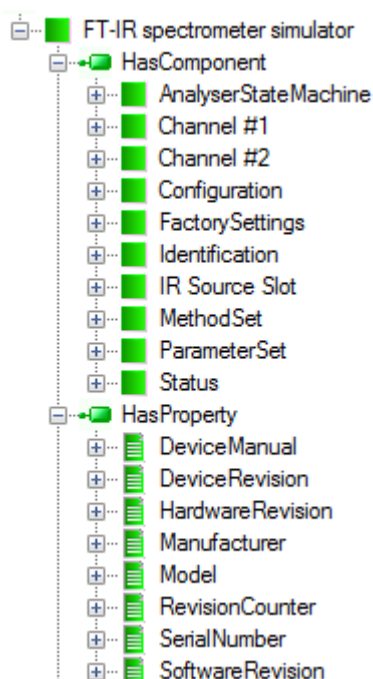 FT-IR spectrometer simulator
HasComponent
AnalyserStateMachine
Channel #1
Channel #2
Configuration
FactorySettings
Identification
IR Source Slot
MethodSet
ParameterSet
Status
HasProperty
DeviceManual
DeviceRevision
HardwareRevision
Manufacturer
Model
RevisionCounter
SerialNumber
SoftwareRevision